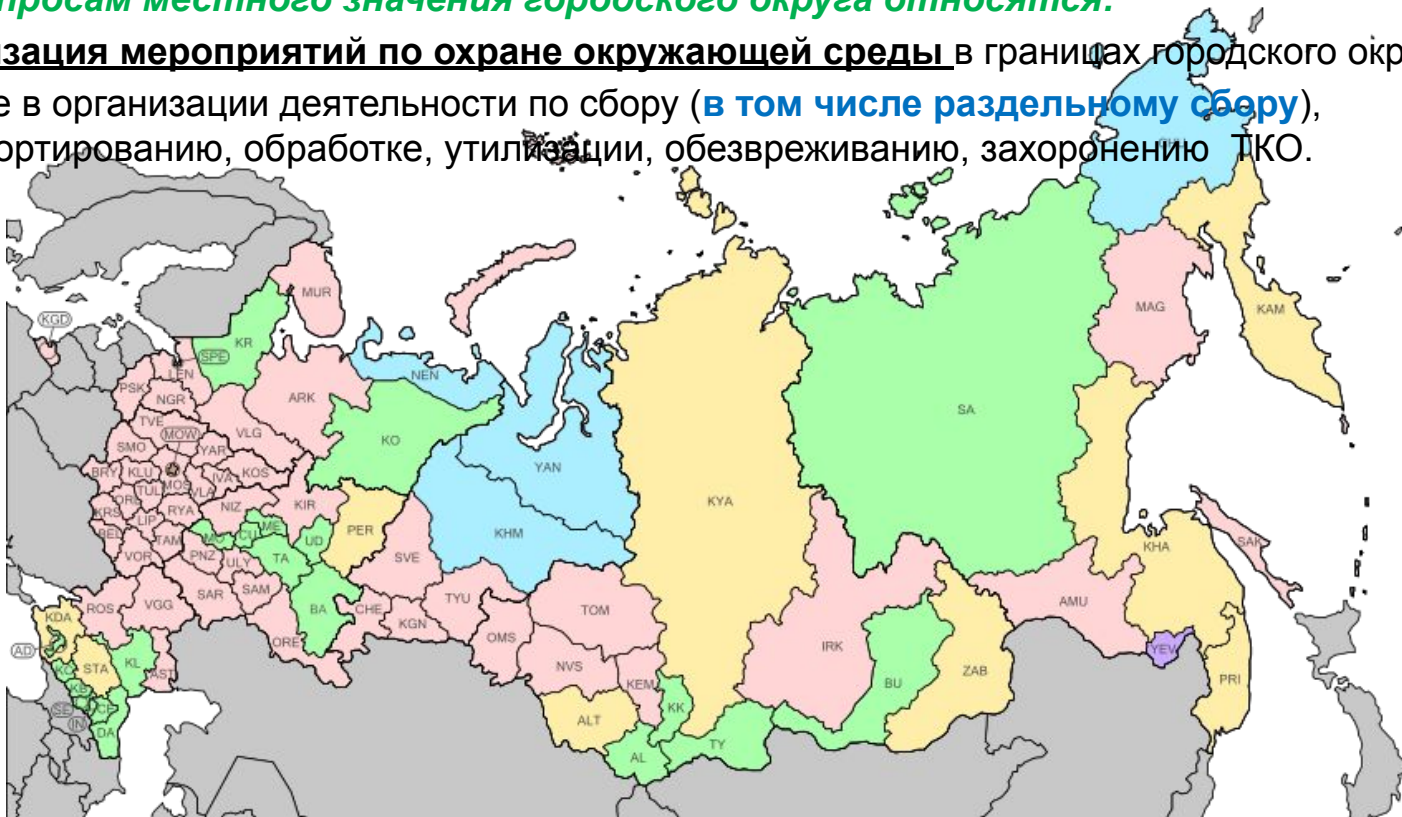 просам местного значения городского округа относятся:
изация мероприятий по охране окружающей среды в границах городского окр
е в организации деятельности по сбору (в том числе раздельному сбору),
ортированию, обработке, утилизации, обезвреживанию, захоронению ТКО.
CHU
MUR
MAG
KAM
KGD
KR
SPE
LEN
NEN
PSK
NGR
ARK
SA
TVE
MOW
VLG
KO
SMO
YAR
YAN
BRY
KLU
MOS
IVA
KOS
TUL
VLA
KYA
ORL
KRS
LIP
RYA
NIZ
KIR
PER
BEL
TAM
MO
CU
ME
UD
KHM
KHA
SAK
VOR
PNZ
ULY
TA
SVE
SAR
SAM
BA
CHE
TYU
TOM
AMU
KDA
ROS
VGG
KGN
OMS
ORE
IRK
YEV
AD
STA
KL
AST
NVS
KEM
BU
ZAB
PRI
KC
KB
SE
CE
IN
DA
ALT
KK
AL
TY